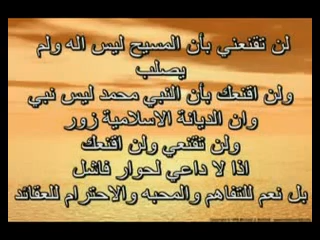 لن تقنعني بأن المسيح ليس اله ولم
يصلب
ولن اقنعك بأن النبي محمد ليس نبي
وان الديانة الاسلامية زور
ولن تقنعي ولن اقنعك
اذا لا داعي لحوار فاشل
بل نعم للتفاهم والمحبه والاحترام للعقائد